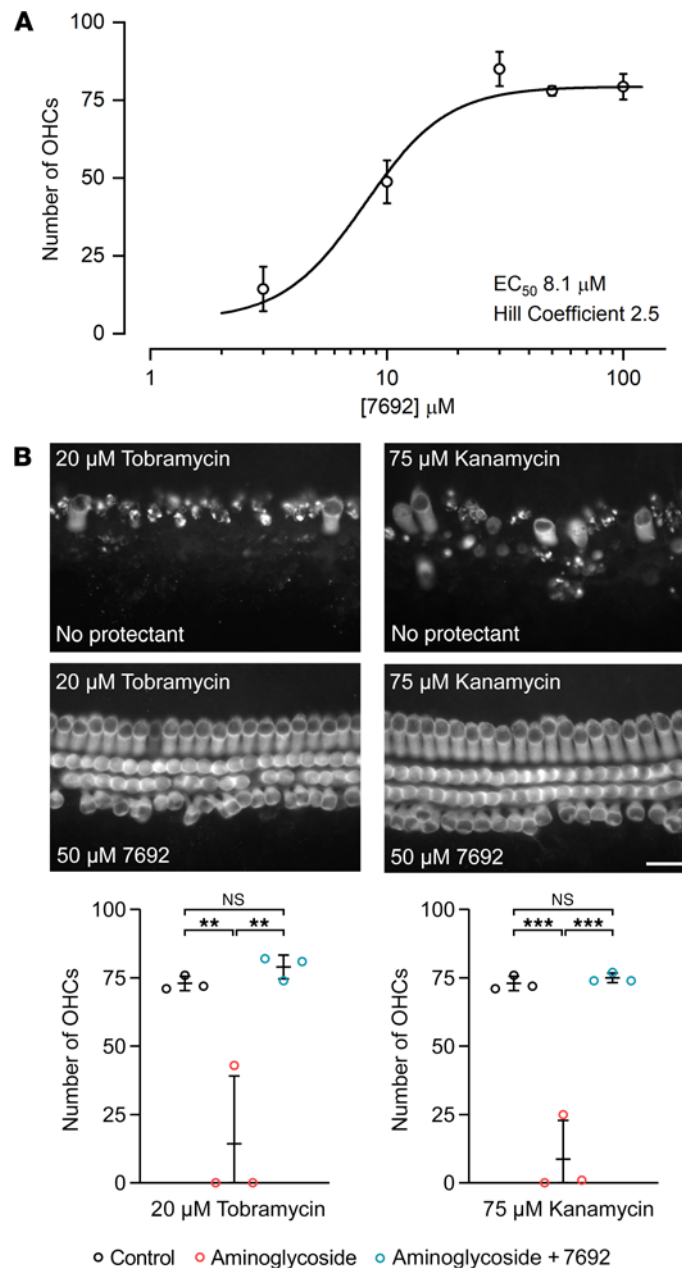 A
100
75
50
25
0
Number of OHCs
EC50 8.1 μM
Hill Coefficient 2.5
1 10 100
[7692] μM
B
20 μM Tobramycin
No protectant
75 μM Kanamycin
No protectant
20 μM Tobramycin
50 μM 7692
75 μM Kanamycin
50 μM 7692
NS
** **
100
75
50
25
0
Number of OHCs
20 μM Tobramycin
NS
*** ***
100
75
50
25
0
Number of OHCs
75 μM Kanamycin
Control Aminoglycoside Aminoglycoside + 7692